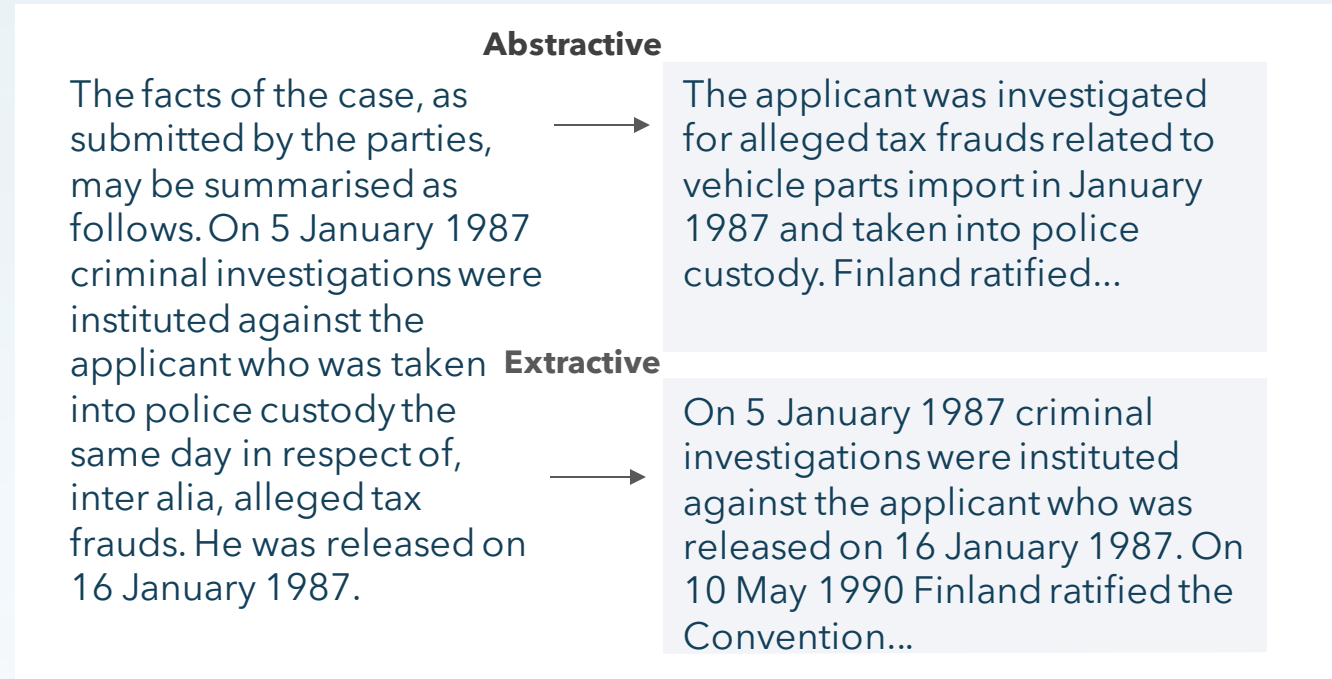 Abstractive
The facts of the case, as
submitted by the parties,
may be summarised as
follows. On 5 January 1987
criminal investigations were
instituted against the
applicant who was taken
into police custody the
same day in respect of,
inter alia, alleged tax
frauds. He was released on
16 January 1987.
The applicant was investigated
for alleged tax frauds related to
vehicle parts import in January
1987 and taken into police
custody. Finland ratified...
Extractive
On 5 January 1987 criminal
investigations were instituted
against the applicant who was
released on 16 January 1987. On
10 May 1990 Finland ratified the
Convention...